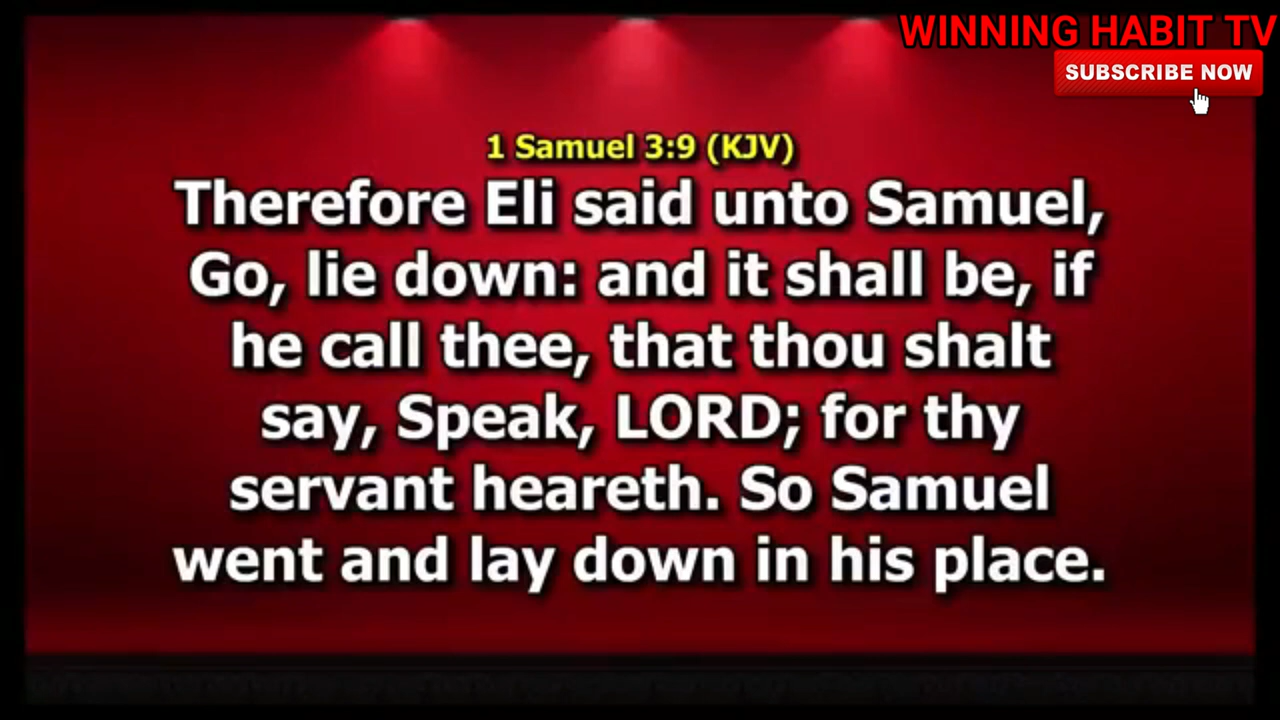 WINNING HABIT TV
SUBSCRIBE NOW
1 Samuel 3:9 (KJV)
Therefore Eli said unto Samuel,
Go, lie down: and it shall be, if
he call thee, that thou shalt
say, Speak, LORD; for thy
servant heareth. So Samuel
went and lay down in his place.